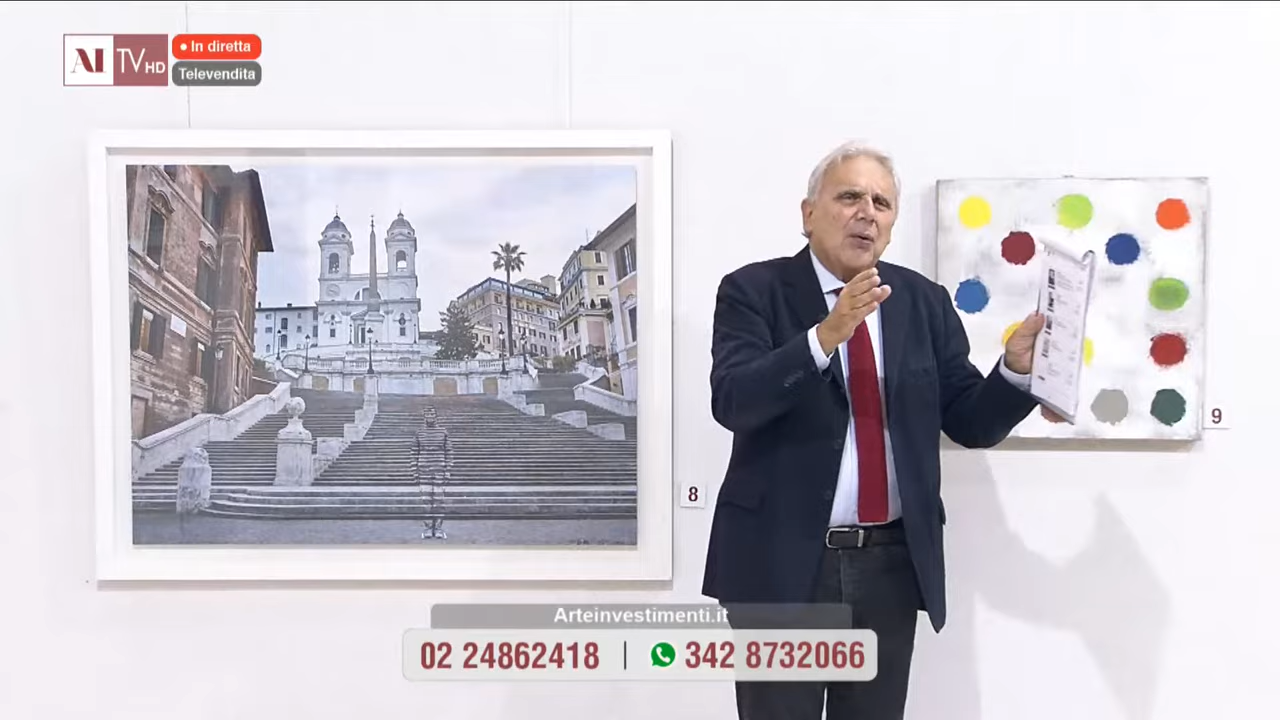 AI TV HD
In diretta
Televendita
8
9
Arteinvestimenti.it
02 24862418 | 342 8732066